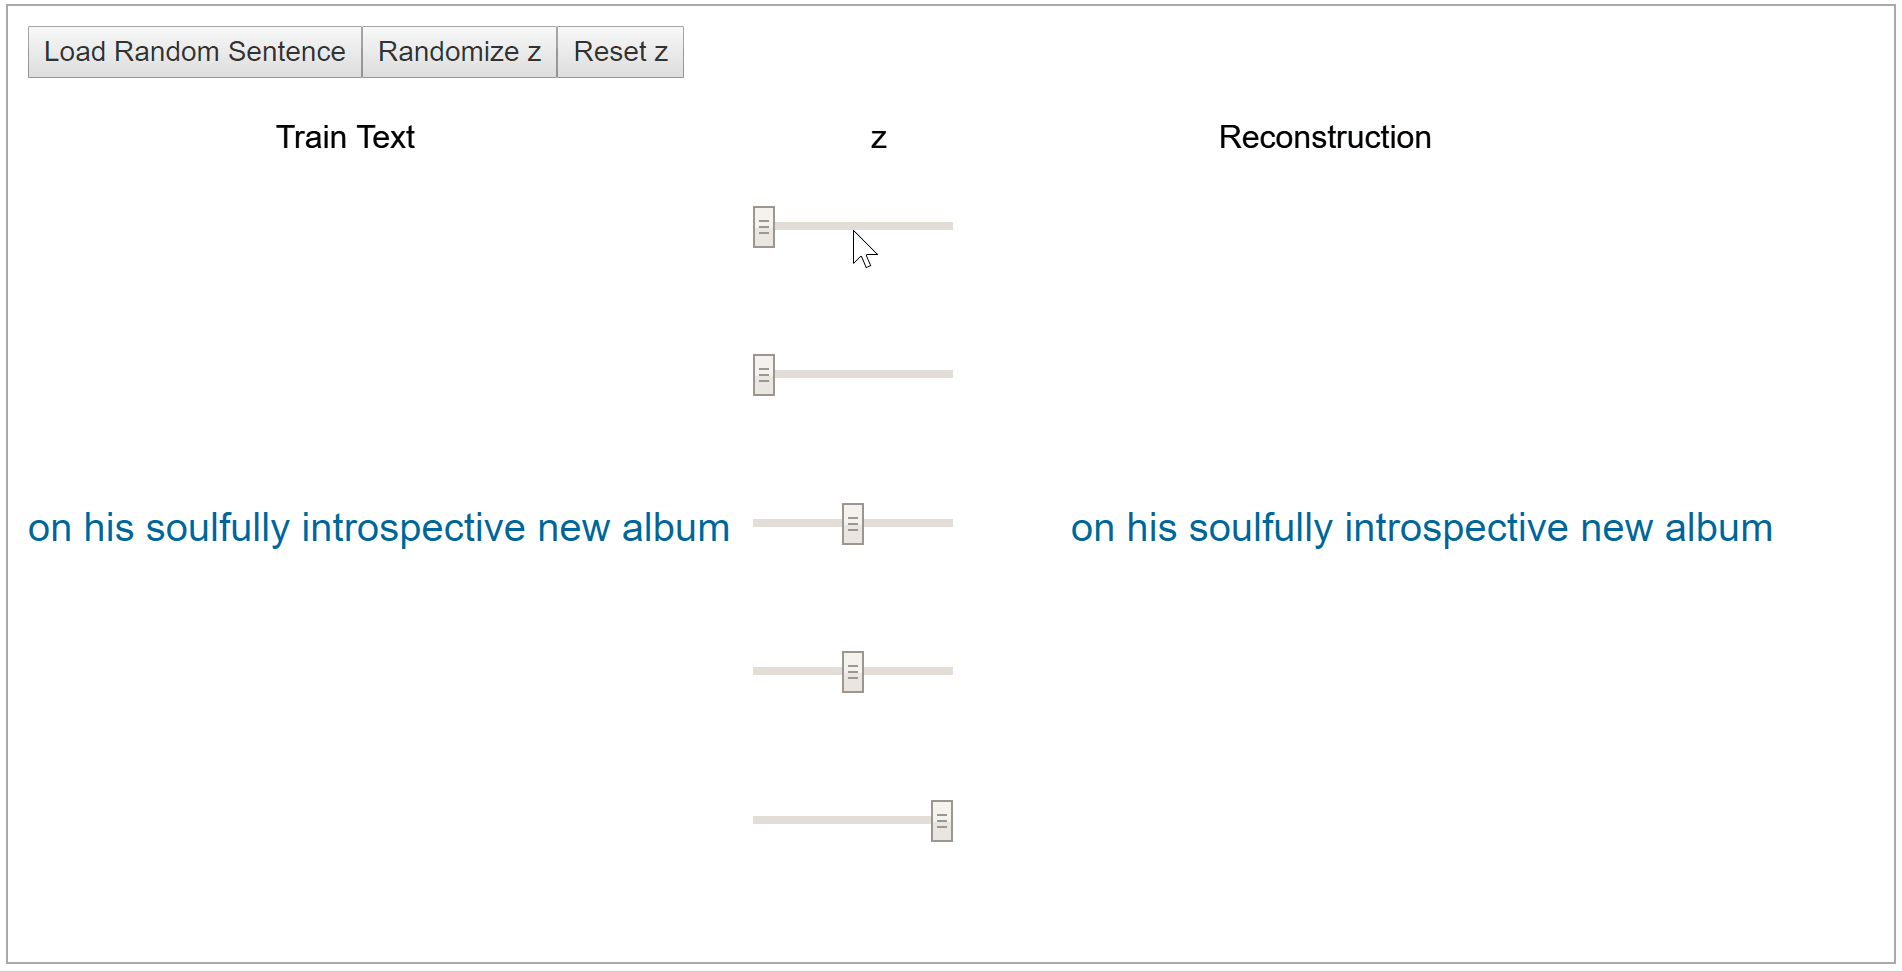 Load Random Sentence Randomize z Reset z
Train Text z Reconstruction
on his soulfully introspective new album on his soulfully introspective new album